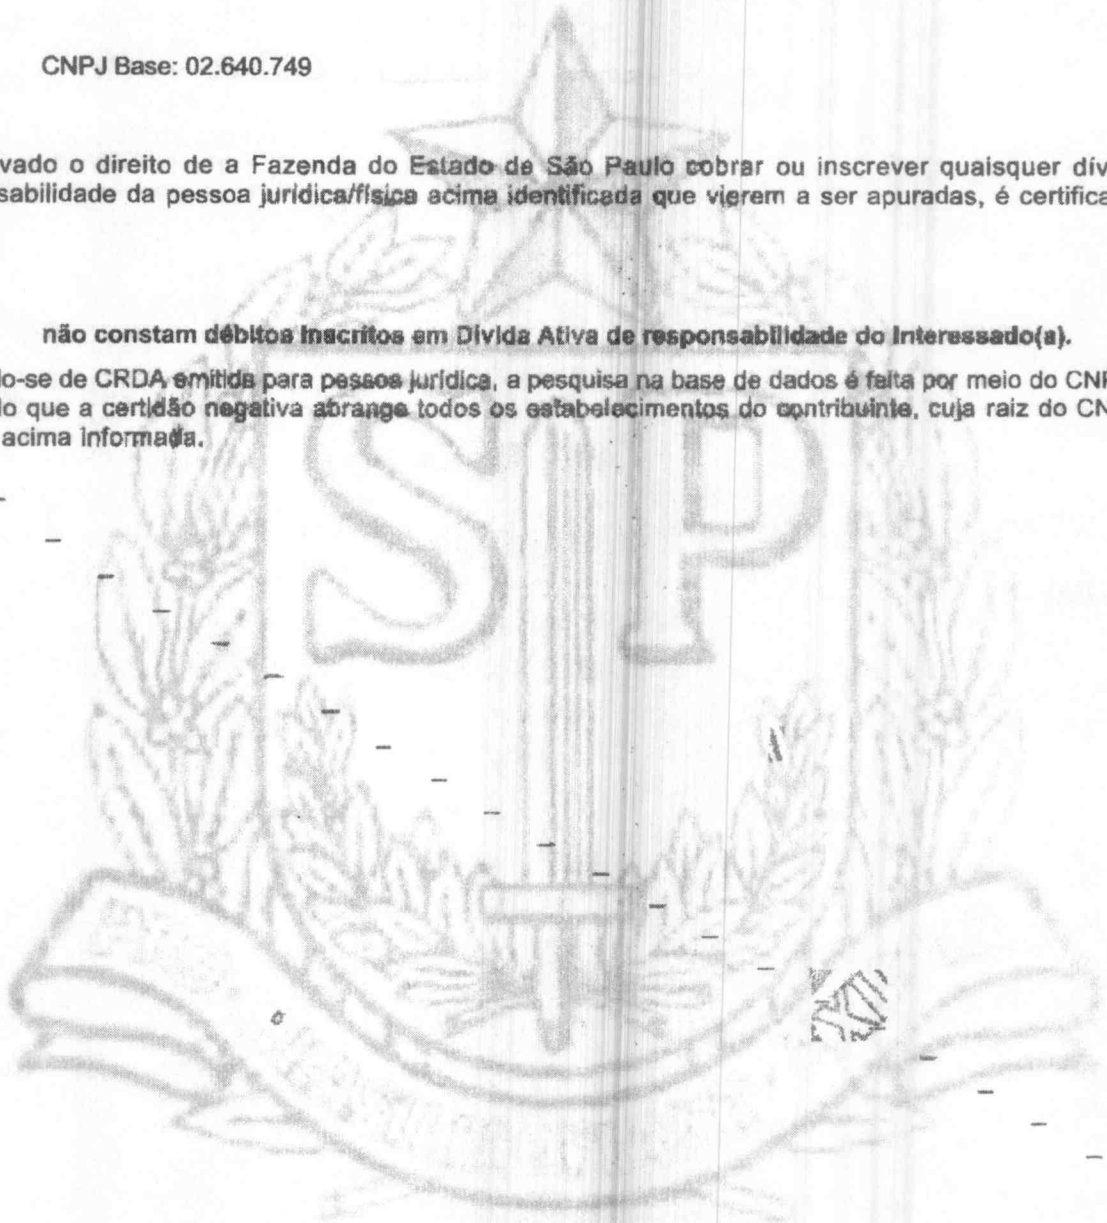 CNPJ Base: 02.640.749
vado o direito de a Fazenda do Estado de São Paulo cobrar ou inscrever quaisquer dív
sabilidade da pessoa jurídica/física acima identificada que vierem a ser apuradas, é certifica
não constam débitos inscritos em Dívida Ativa de responsabilidade do Interessado(a).
do-se de CRDA emitida para pessoa jurídica, a pesquisa na base de dados é feita por meio do CNP
do que a certidão negativa abrange todos os estabelecimentos do contribuinte, cuja raiz do CN
acima informada.
SP